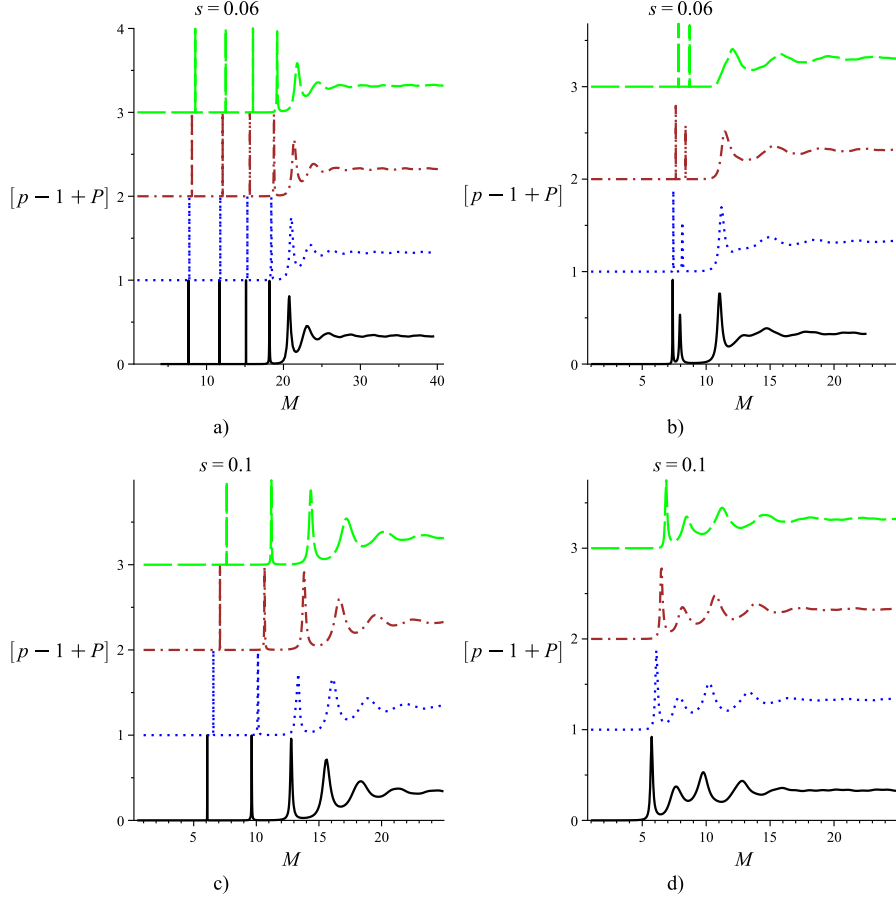 s = 0.06
4
3
2
1
0
[p − 1 + P]
10 20 30 40
M
a)
s = 0.06
3
2
1
0
[p − 1 + P]
5 10 15 20
M
b)
s = 0.1
3
2
1
0
[p − 1 + P]
5 10 15 20
M
c)
s = 0.1
3
2
1
0
[p − 1 + P]
5 10 15 20
M
d)